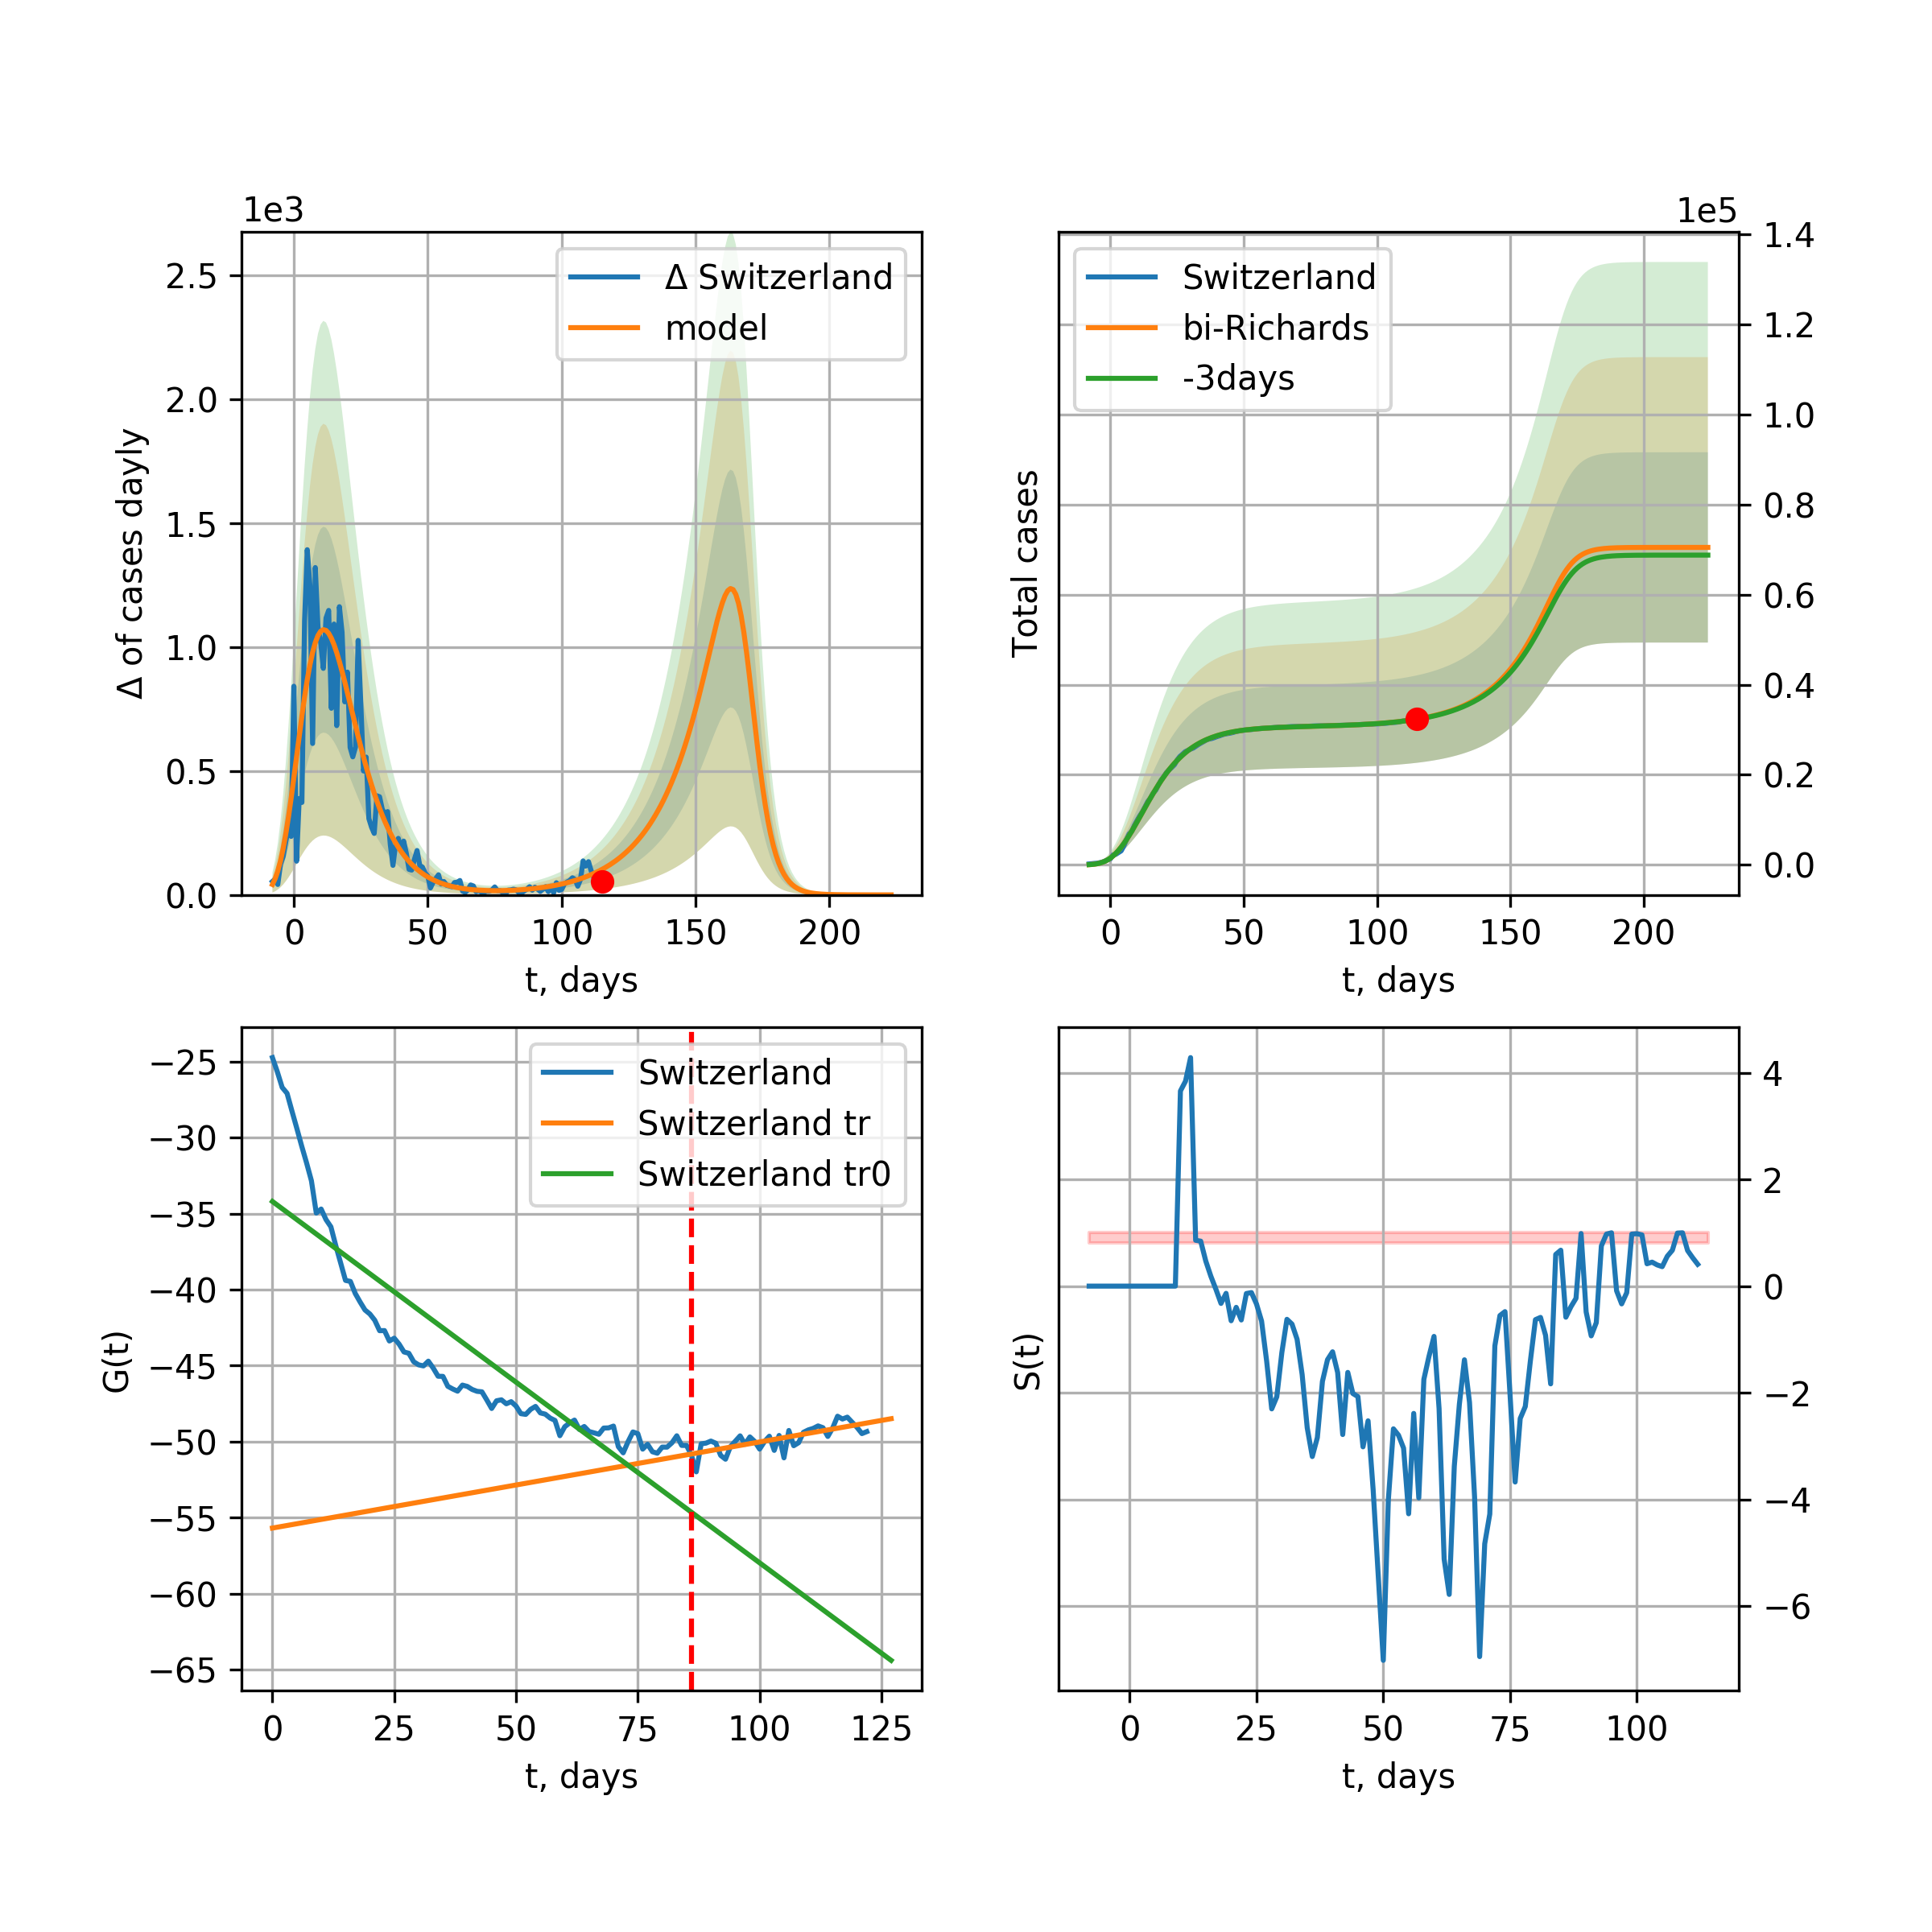 1e3
2.5
2.0
1.5
1.0
0.5
0.0
Δ of cases dayly
Δ Switzerland
model
0 50 100 150 200
t, days
1e5
1.4
1.2
1.0
0.8
0.6
0.4
0.2
0.0
Total cases
Switzerland
bi-Richards
-3days
0 50 100 150 200
t, days
−25
−30
−35
−40
−45
−50
−55
−60
−65
G(t)
Switzerland
Switzerland tr
Switzerland tr0
0 25 50 75 100 125
t, days
4
2
0
−2
−4
−6
S(t)
0 25 50 75 100
t, days